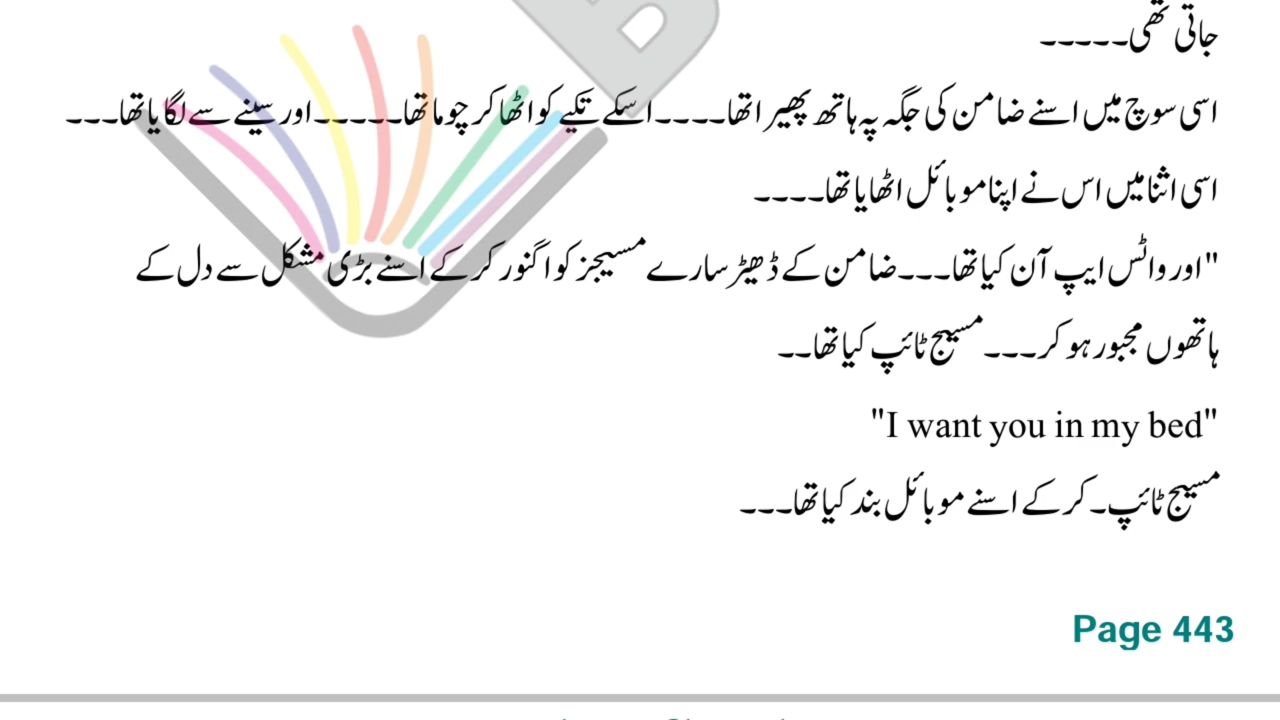 جاتی تھی۔۔۔۔۔
اسی سوچ میں اسنے ضامن کی جگہ پہ ہاتھ پھیرا تھا۔۔۔۔اسکے تکیے کو اٹھا کر چوما تھا۔۔۔۔۔اور سینے سے لگایا تھا۔۔۔
اسی اثنا میں اس نے اپنا موبائل اٹھایا تھا۔۔۔۔
"اور واٹس ایپ آن کیا تھا۔۔۔ضامن کے ڈھیڑ سارے مسیجز کو اگنور کر کے اسنے بڑی مشکل سے دل کے
ہاتھوں مجبور ہو کر۔۔۔ مسیج ٹائپ کیا تھا۔۔
"I want you in my bed"
مسیج ٹائپ۔کر کے اسنے موبائل بند کیا تھا۔۔۔
Page 443